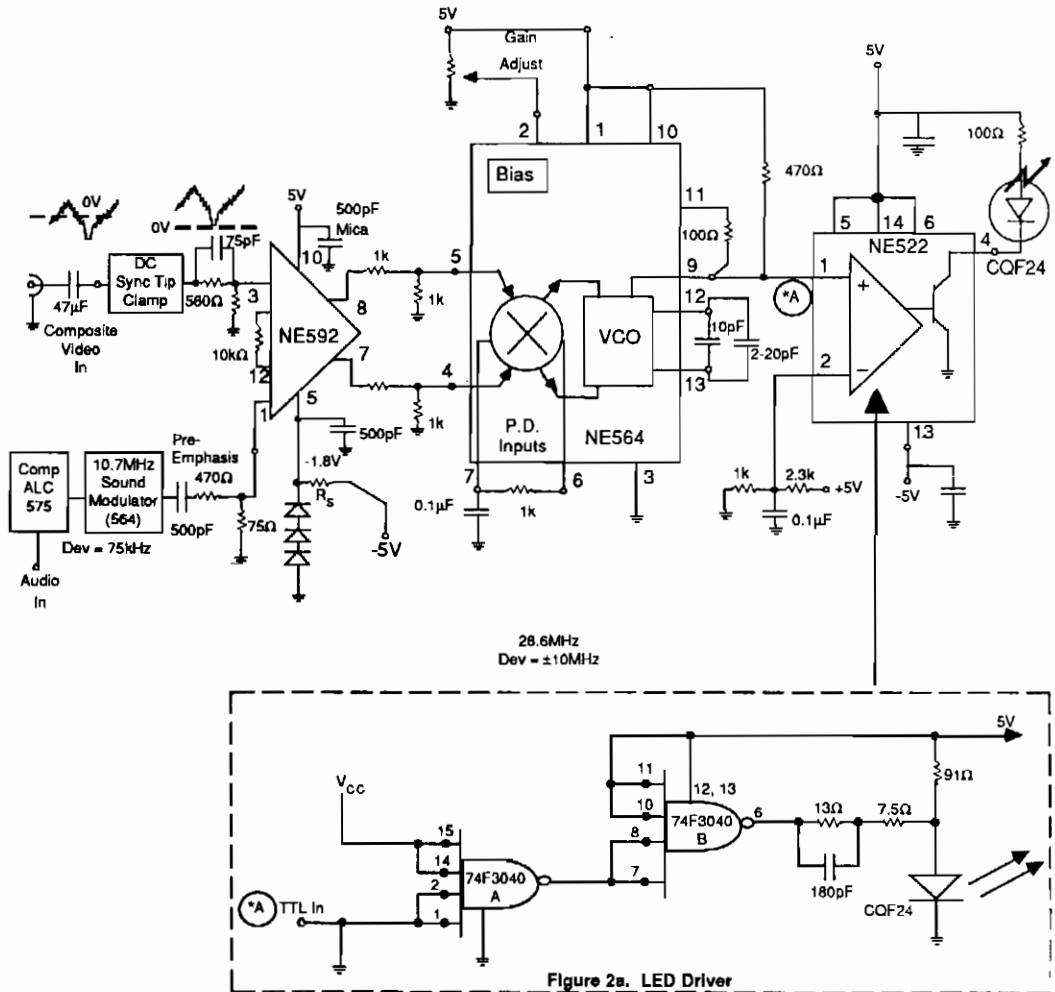 5V
Gain
Adjust
2
1
10
Bias
470Ω
11
100Ω
9
12
10pF
2-20pF
13
VCO
P.D.
Inputs
NE564
7
6
3
0.1µF
1k
5
4
0V
0V
75pF
DC
Sync Tip
Clamp
47µF
Composite
Video
In
560Ω
3
10kΩ
12
1
5V
500pF
Mica
10
NE592
8
7
5
1k
1k
1k
500pF
-1.8V
RS
-5V
Comp
ALC
575
10.7MHz
Sound
Modulator
(564)
Pre-
Emphasis
470Ω
500pF
75Ω
Dev = 75kHz
Audio
In
5V
100Ω
5
14
6
NE522
4
CQF24
1
+
*A
2
−
13
-5V
1k
2.3k
+5V
0.1µF
28.6MHz
Dev = ±10MHz
5V
91Ω
VCC
11
12, 13
10
74F3040
B
8
7
6
13Ω
7.5Ω
180pF
15
14
74F3040
A
2
1
*A
TTL In
CQF24
Figure 2a. LED Driver